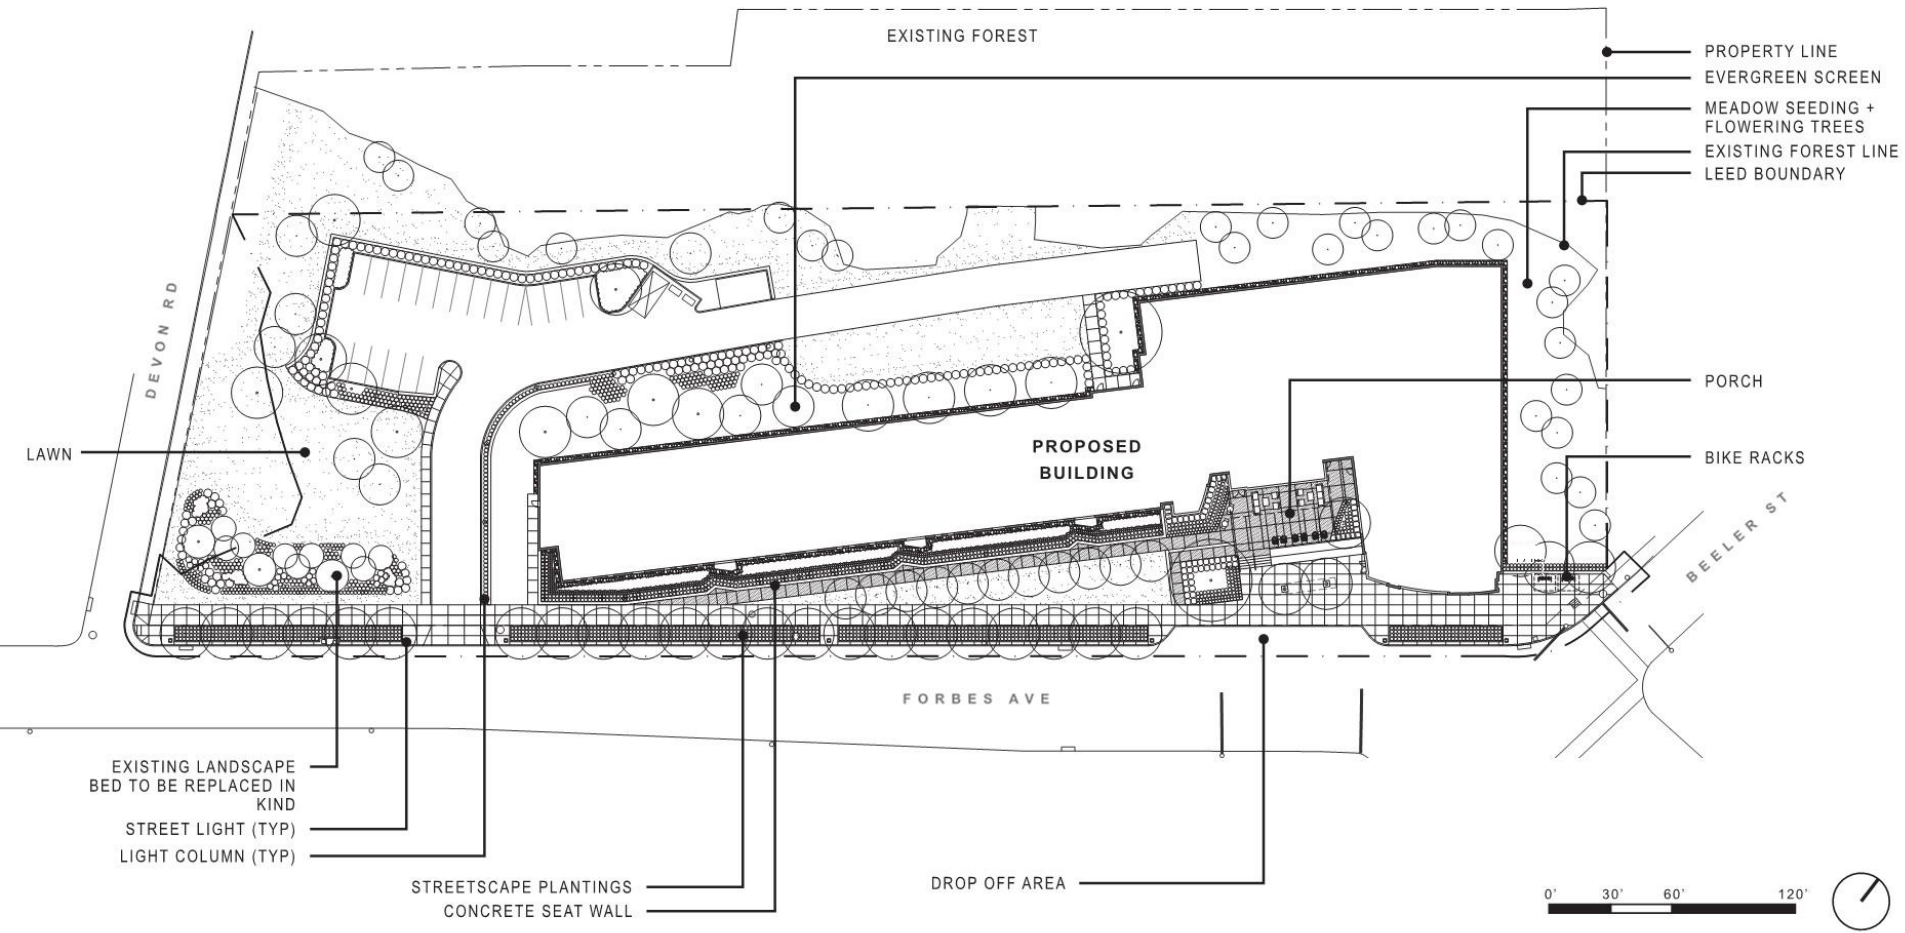 EXISTING FOREST
PROPERTY LINE
EVERGREEN SCREEN
MEADOW SEEDING +
FLOWERING TREES
EXISTING FOREST LINE
LEED BOUNDARY
DEVON RD
PORCH
PROPOSED
BUILDING
LAWN
BIKE RACKS
BEELER ST
FORBES AVE
EXISTING LANDSCAPE
BED TO BE REPLACED IN
KIND
STREET LIGHT (TYP)
LIGHT COLUMN (TYP)
STREETSCAPE PLANTINGS
CONCRETE SEAT WALL
DROP OFF AREA
0' 30' 60' 120'